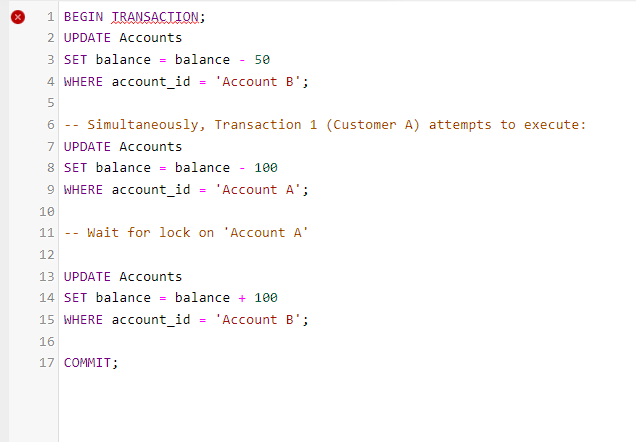 1 BEGIN TRANSACTION;
2 UPDATE Accounts
3 SET balance = balance - 50
4 WHERE account_id = 'Account B';
5
6 -- Simultaneously, Transaction 1 (Customer A) attempts to execute:
7 UPDATE Accounts
8 SET balance = balance - 100
9 WHERE account_id = 'Account A';
10
11 -- Wait for lock on 'Account A'
12
13 UPDATE Accounts
14 SET balance = balance + 100
15 WHERE account_id = 'Account B';
16
17 COMMIT;